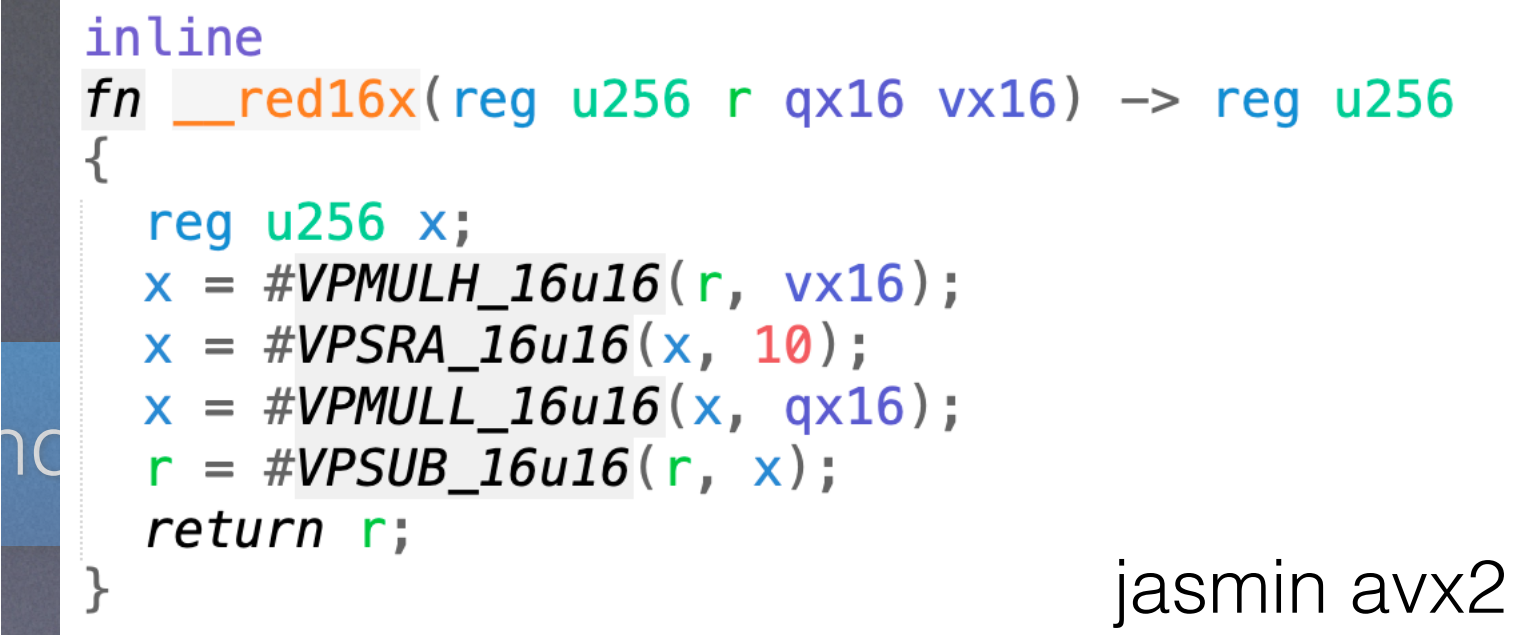 inline
fn __red16x(reg u256 r qx16 vx16) -> reg u256
{
reg u256 x;
x = #VPMULH_16u16(r, vx16);
x = #VPSRA_16u16(x, 10);
x = #VPMULL_16u16(x, qx16);
r = #VPSUB_16u16(r, x);
return r;
}
jasmin avx2